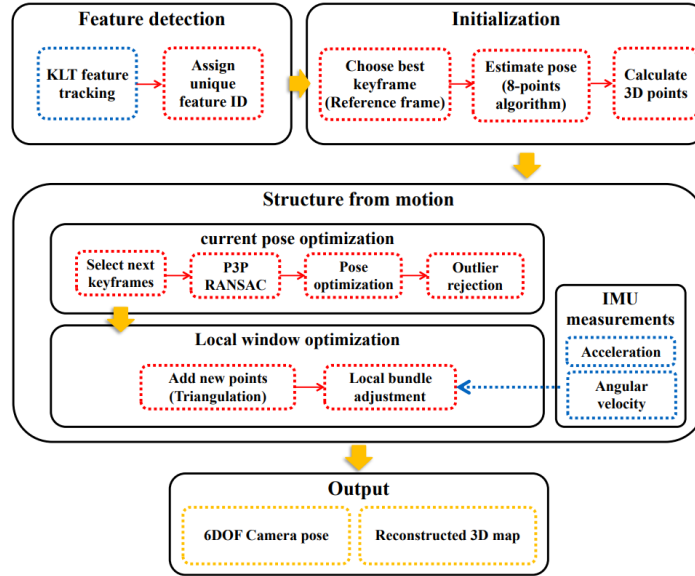 Feature detection
KLT feature
tracking
Assign
unique
feature ID
Initialization
Choose best
keyframe
(Reference frame)
Estimate pose
(8-points
algorithm)
Calculate
3D points
Structure from motion
current pose optimization
Select next
keyframes
P3P
RANSAC
Pose
optimization
Outlier
rejection
Local window optimization
Add new points
(Triangulation)
Local bundle
adjustment
IMU
measurements
Acceleration
Angular
velocity
Output
6DOF Camera pose
Reconstructed 3D map